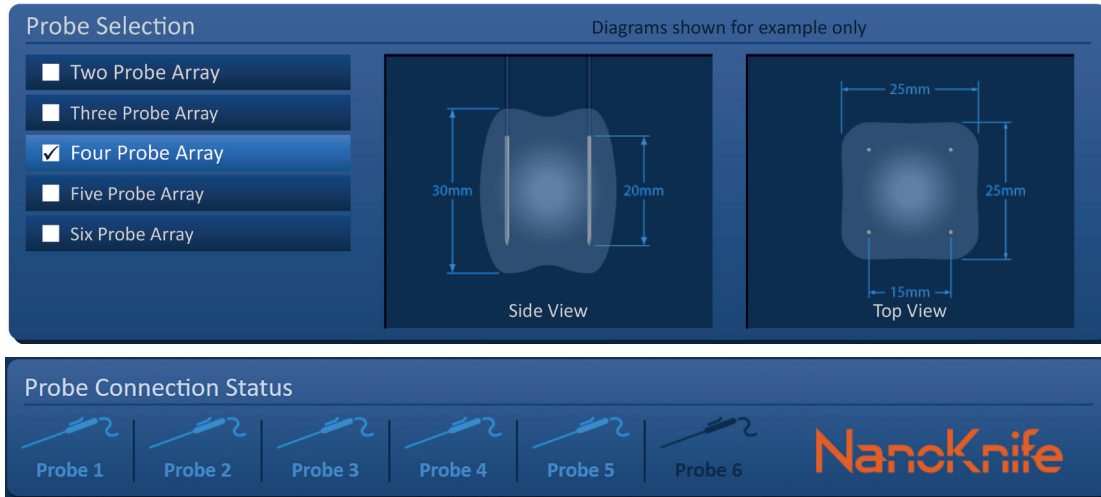 Probe Selection
Diagrams shown for example only
Two Probe Array
Three Probe Array
Four Probe Array
Five Probe Array
Six Probe Array
30mm
20mm
Side View
25mm
25mm
15mm
Top View
Probe Connection Status
Probe 1
Probe 2
Probe 3
Probe 4
Probe 5
Probe 6
NanoKnife